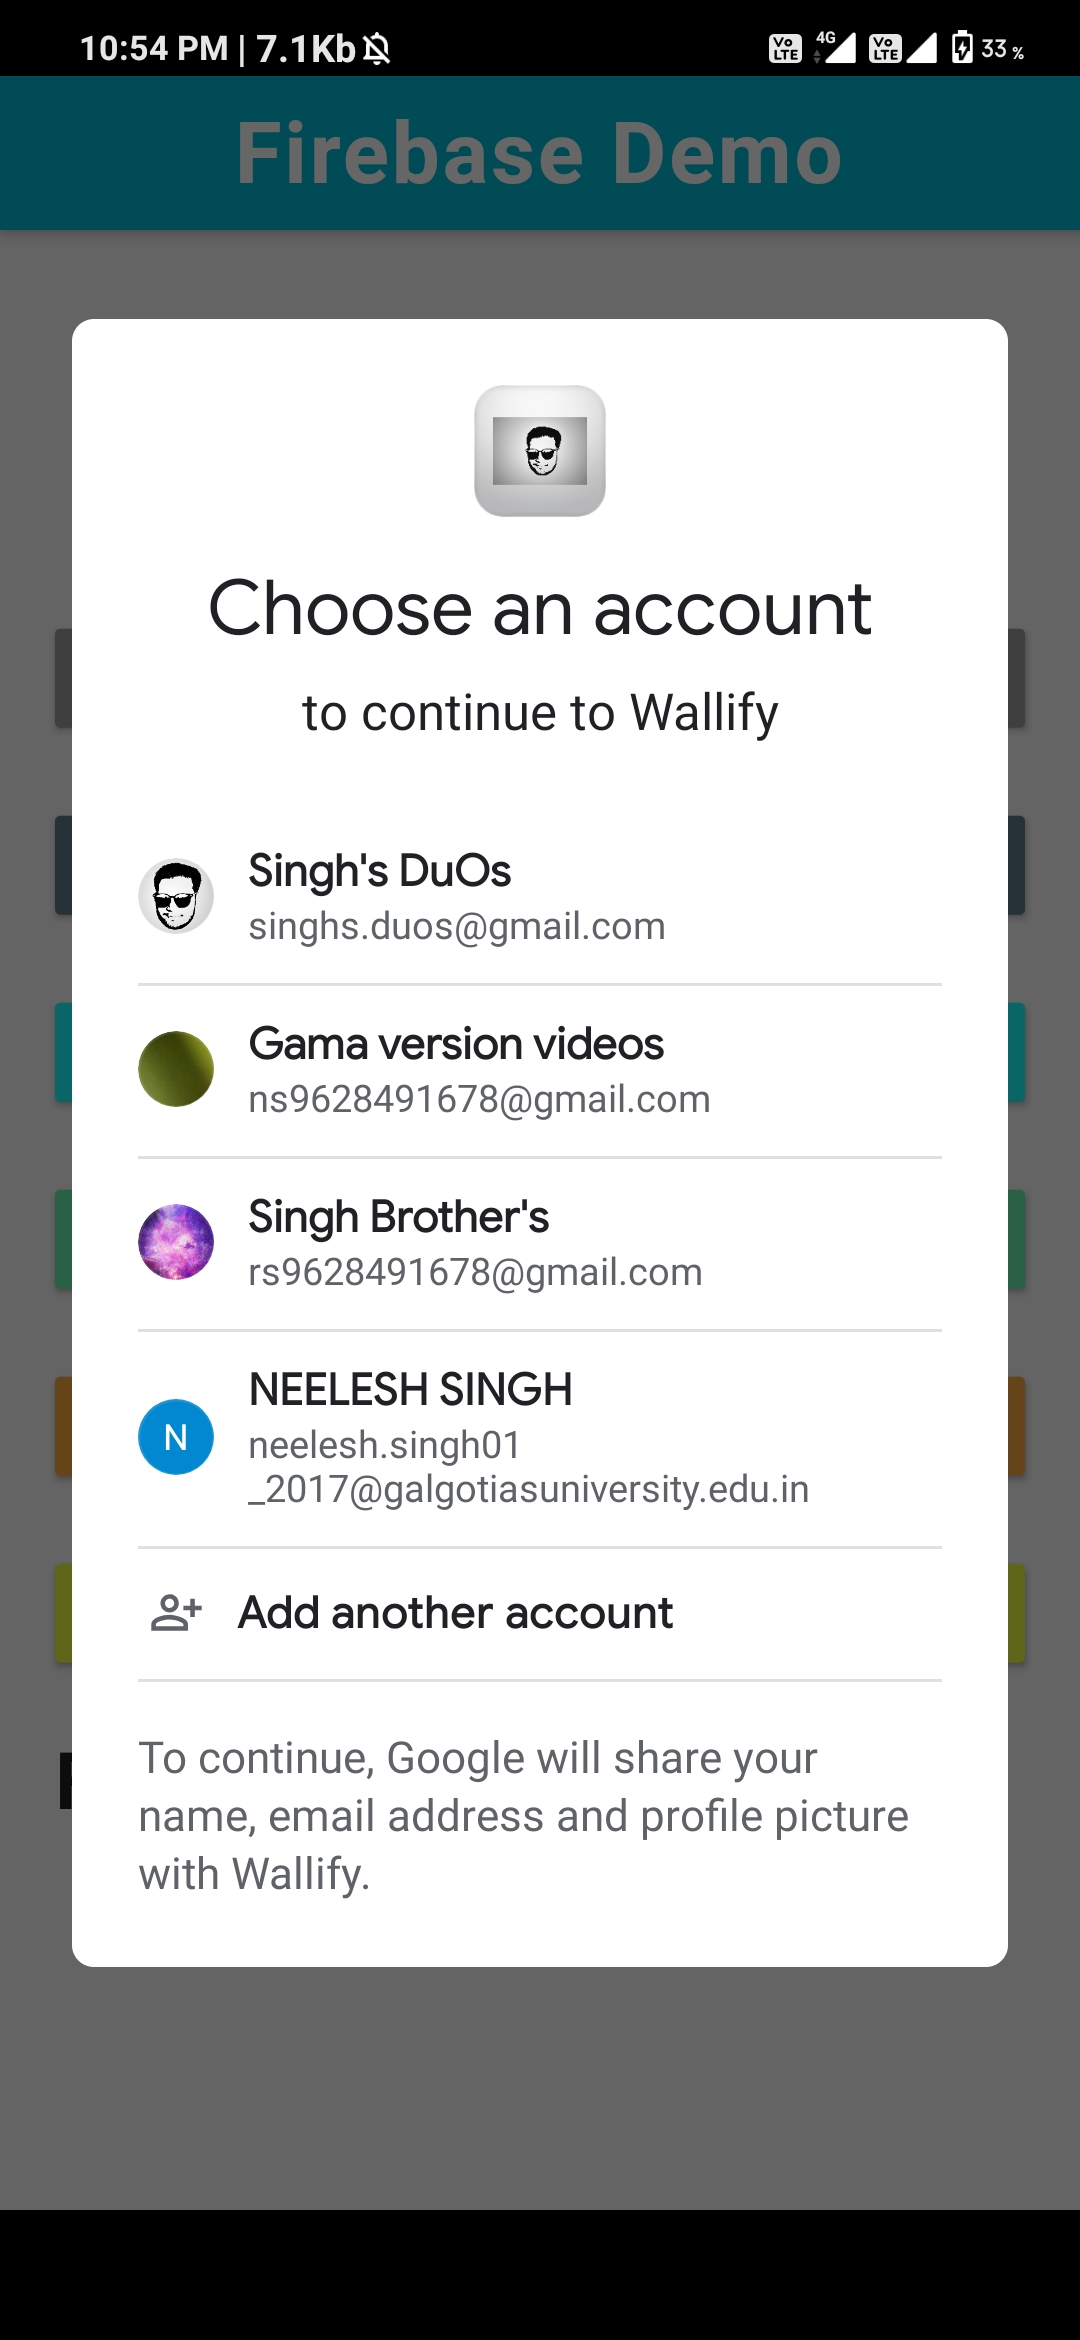 10:54 PM | 7.1Kb
Vo LTE 4G Vo LTE 33 %
Firebase Demo
Choose an account
to continue to Wallify
Singh's DuOs
singhs.duos@gmail.com
Gama version videos
ns9628491678@gmail.com
Singh Brother's
rs9628491678@gmail.com
N
NEELESH SINGH
neelesh.singh01
_2017@galgotiasuniversity.edu.in
Add another account
To continue, Google will share your
name, email address and profile picture
with Wallify.